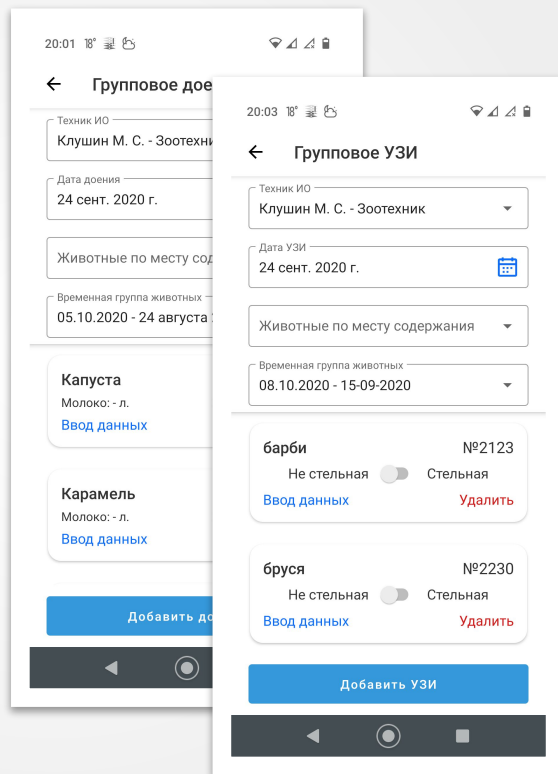 20:01 18°
Групповое дое
Техник ИО
Клушин М. С. - Зоотехни
Дата доения
24 сент. 2020 г.
Животные по месту сод
Временная группа животных
05.10.2020 - 24 августа
Капуста
Молоко: - л.
Ввод данных
Карамель
Молоко: - л.
Ввод данных
Добавить до
20:03 18°
Групповое УЗИ
Техник ИО
Клушин М. С. - Зоотехник
Дата УЗИ
24 сент. 2020 г.
Животные по месту содержания
Временная группа животных
08.10.2020 - 15-09-2020
барби №2123
Не стельная Стельная
Ввод данных Удалить
бруся №2230
Не стельная Стельная
Ввод данных Удалить
Добавить УЗИ